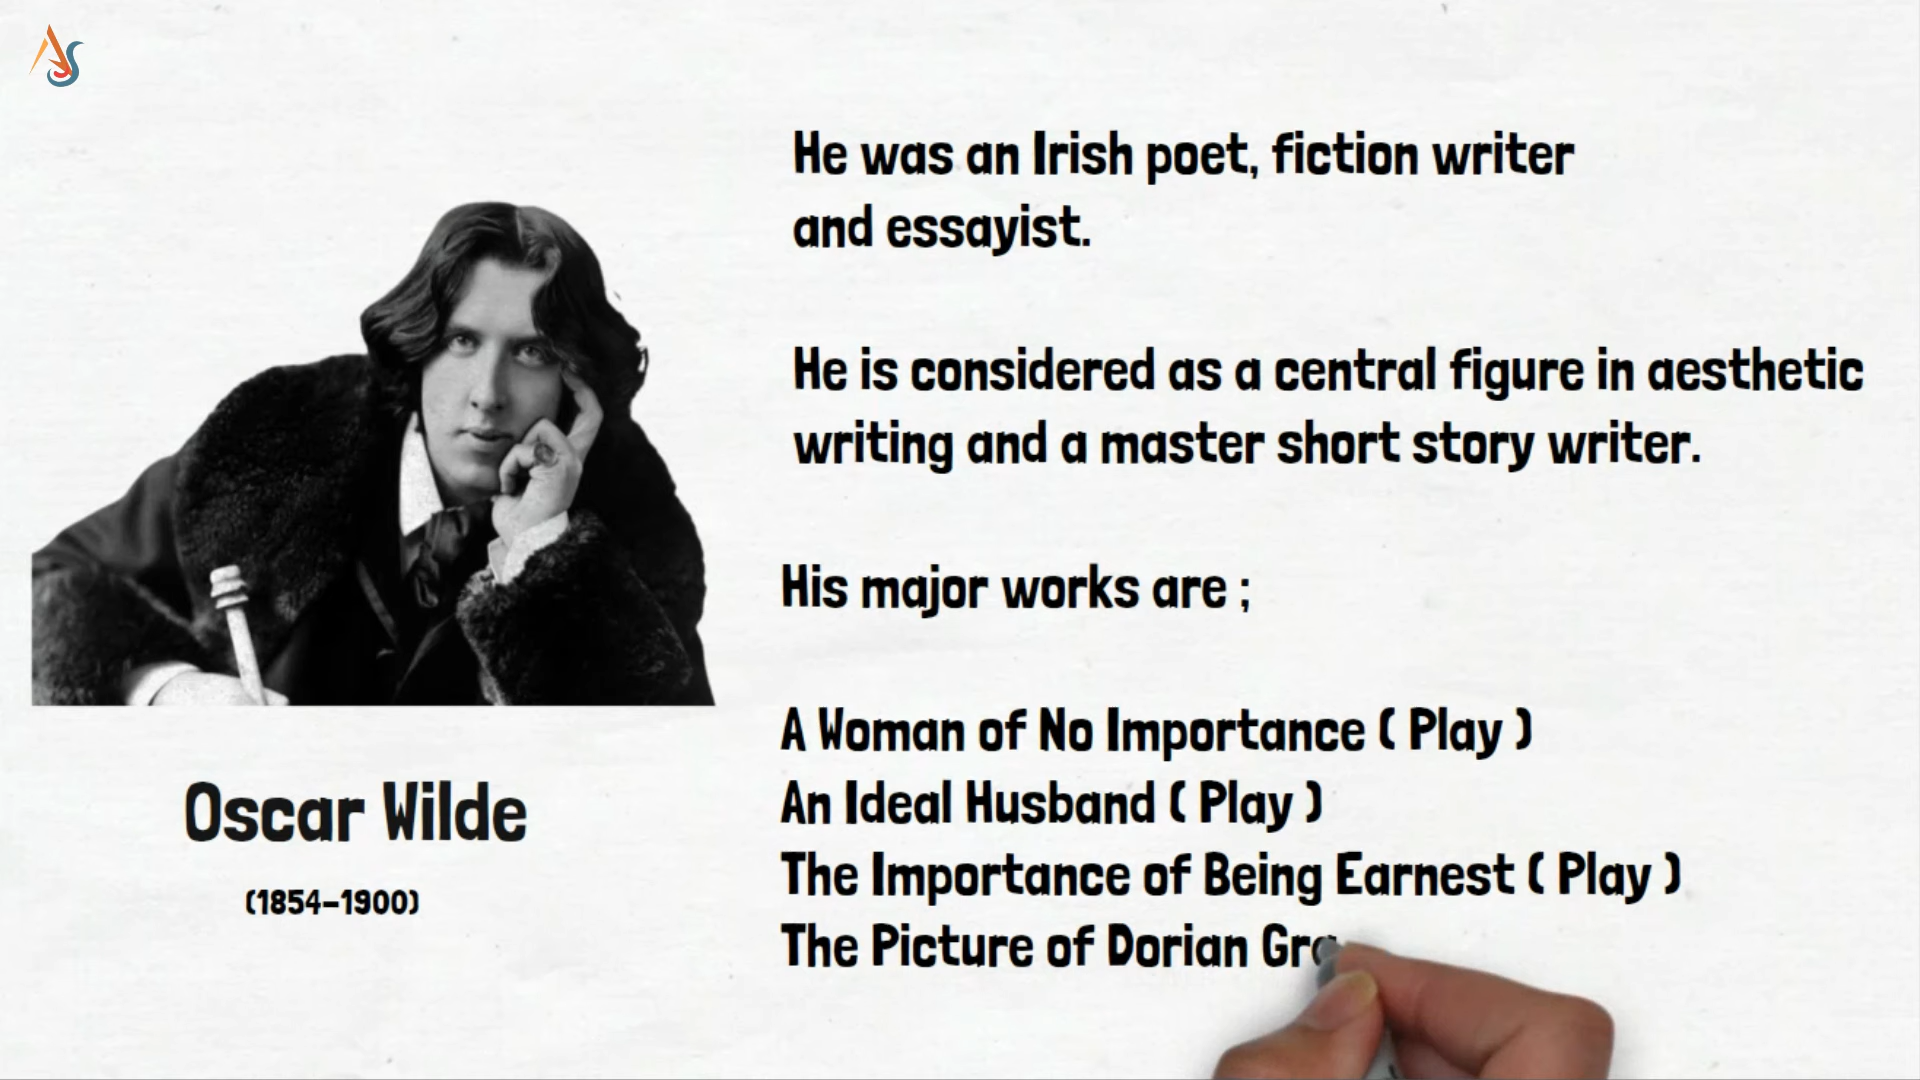 He was an Irish poet, fiction writer
and essayist.
He is considered as a central figure in aesthetic
writing and a master short story writer.
His major works are ;
A Woman of No Importance ( Play )
An Ideal Husband ( Play )
The Importance of Being Earnest ( Play )
The Picture of Dorian Gra
Oscar Wilde
(1854-1900)